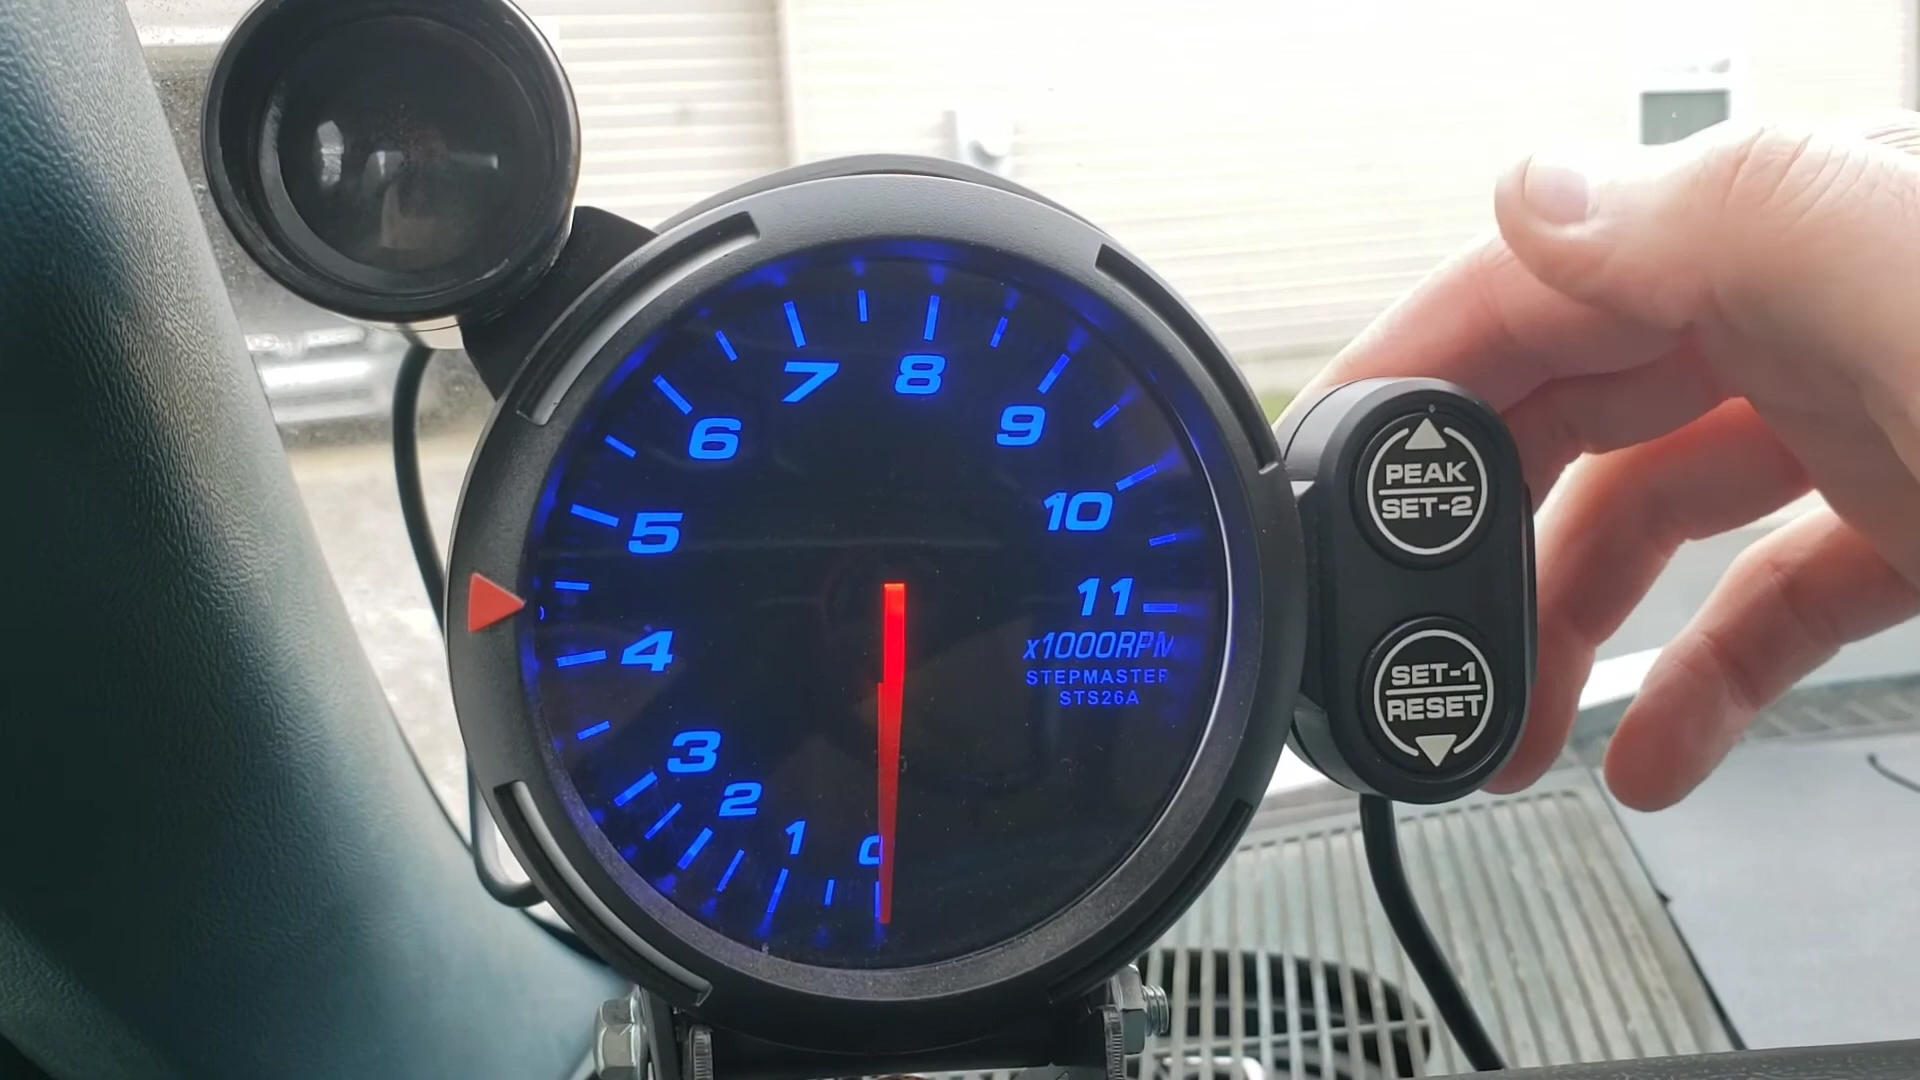 7
8
6
9
5
10
11
4
x1000RPM
STEPMASTER
STS26A
3
2
1
0
PEAK
SET-2
SET-1
RESET